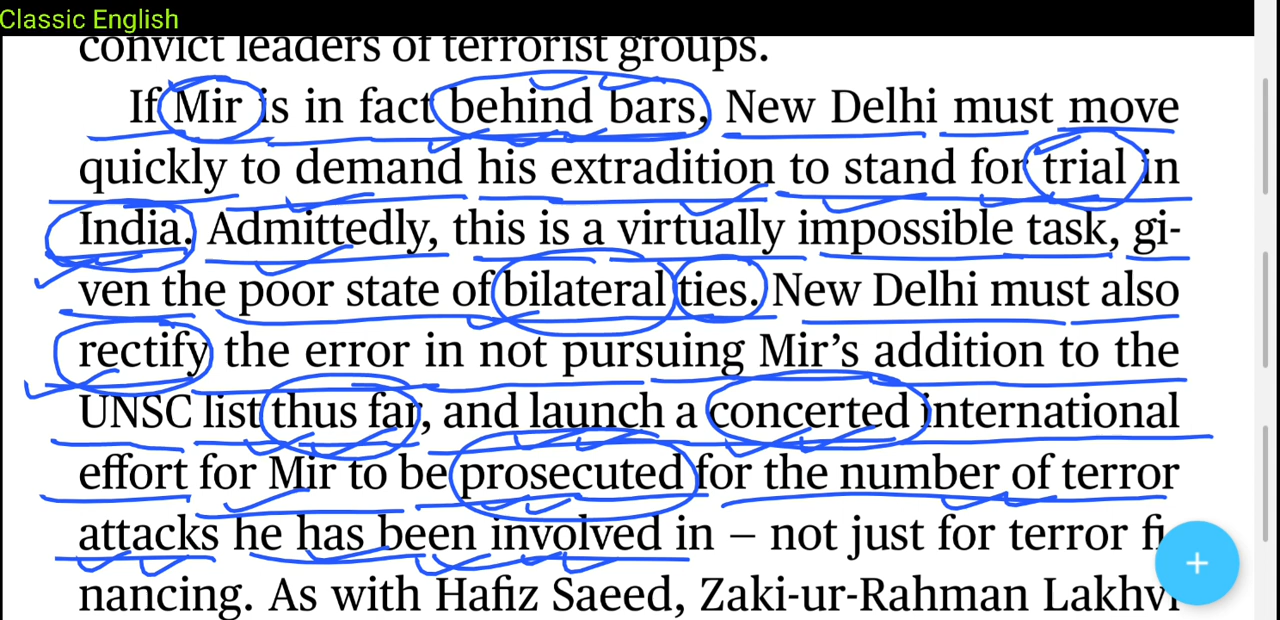 Classic English
convict leaders of terrorist groups.
If Mir is in fact behind bars, New Delhi must move
quickly to demand his extradition to stand for trial in
India. Admittedly, this is a virtually impossible task, gi-
ven the poor state of bilateral ties. New Delhi must also
rectify the error in not pursuing Mir's addition to the
UNSC list thus far, and launch a concerted international
effort for Mir to be prosecuted for the number of terror
attacks he has been involved in – not just for terror fi
nancing. As with Hafiz Saeed, Zaki-ur-Rahman Lakhvi